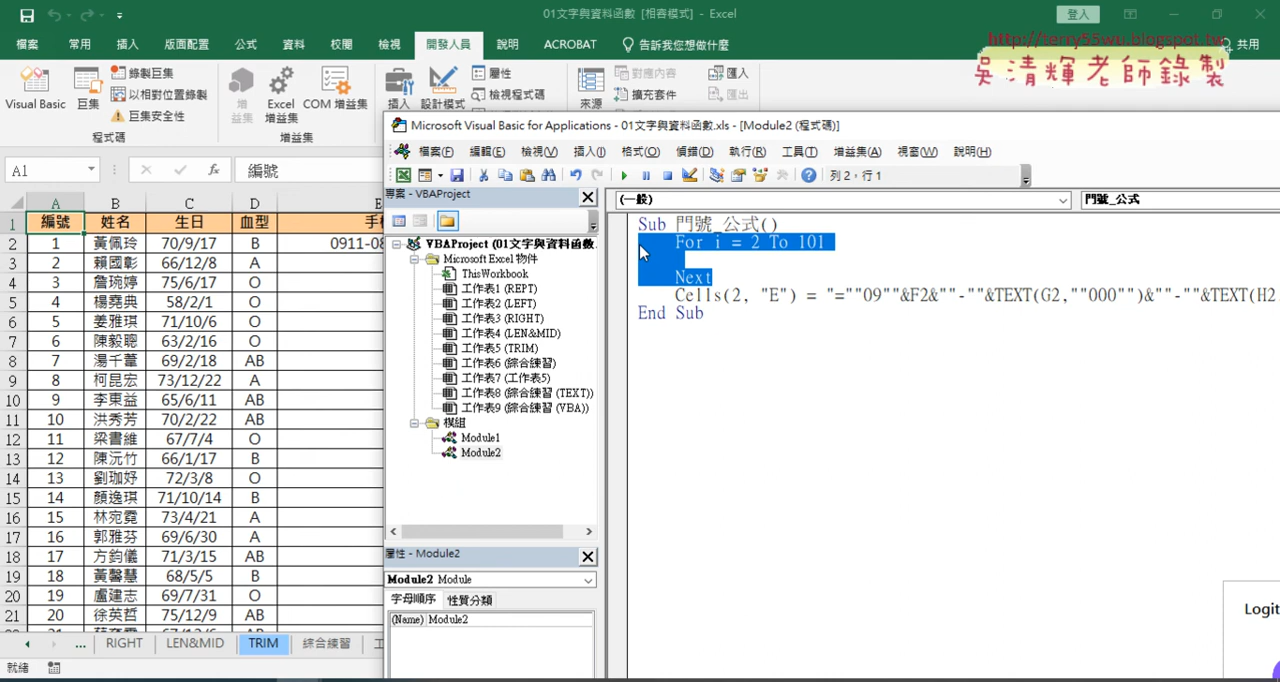 01文字與資料函數 [相容模式] - Excel
登入
http://terry55wu.blogspot.tw
吳清輝老師錄製
檔案 常用 插入 版面配置 公式 資料 校閱 檢視 開發人員 說明 ACROBAT 告訴我您想做什麼 共用
Visual Basic 巨集 錄製巨集 以相對位置錄製 巨集安全性
增益集 Excel 增益集 COM 增益集
插入 設計模式 屬性 檢視程式碼
來源 對應內容 擴充套件 匯入 匯出
程式碼 增益集
A1 fx 編號
A B C D E
1 編號 姓名 生日 血型
2 1 黃佩玲 70/9/17 B 0911-08
3 2 賴國彰 66/12/8 A
4 3 詹琬婷 75/6/17 O
5 4 楊堯典 58/2/1 O
6 5 姜雅琪 71/10/6 O
7 6 陳毅聰 63/2/16 O
8 7 湯千葦 69/2/18 AB
9 8 柯昆宏 73/12/22 A
10 9 李東益 65/6/11 AB
11 10 洪秀芳 70/2/22 AB
12 11 梁書維 67/7/4 O
13 12 陳沅竹 66/1/17 B
14 13 劉珈妤 72/3/8 O
15 14 顏逸琪 71/10/14 B
16 15 林宛霓 73/4/21 A
17 16 郭雅芬 69/6/30 A
18 17 方鈞儀 71/3/15 AB
19 18 黃馨慧 68/5/5 B
20 19 盧建志 69/7/31 O
21 20 徐英哲 75/12/9 AB
... RIGHT LEN&MID TRIM 綜合練習
就緒
Microsoft Visual Basic for Applications - 01文字與資料函數.xls - [Module2 (程式碼)]
檔案(F) 編輯(E) 檢視(V) 插入(I) 格式(O) 偵錯(D) 執行(R) 工具(T) 增益集(A) 視窗(W) 說明(H)
列 2，行 1
專案 - VBAProject
VBAProject (01文字與資料函數.
Microsoft Excel 物件
ThisWorkbook
工作表1 (REPT)
工作表2 (LEFT)
工作表3 (RIGHT)
工作表4 (LEN&MID)
工作表5 (TRIM)
工作表6 (綜合練習)
工作表7 (工作表5)
工作表8 (綜合練習 (TEXT))
工作表9 (綜合練習 (VBA))
模組
Module1
Module2
屬性 - Module2
Module2 Module
字母順序 性質分類
(Name) Module2
(一般) 門號_公式
Sub 門號_公式()
For i = 2 To 101
Next
Cells(2, "E") = "=""09""&F2&""-""&TEXT(G2,""000"")&""-""&TEXT(H2
End Sub
Logit